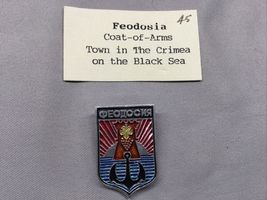 Feodosia
45
Coat-of-Arms
Town in The Crimea
on the Black Sea
ФЕОДОСИЯ